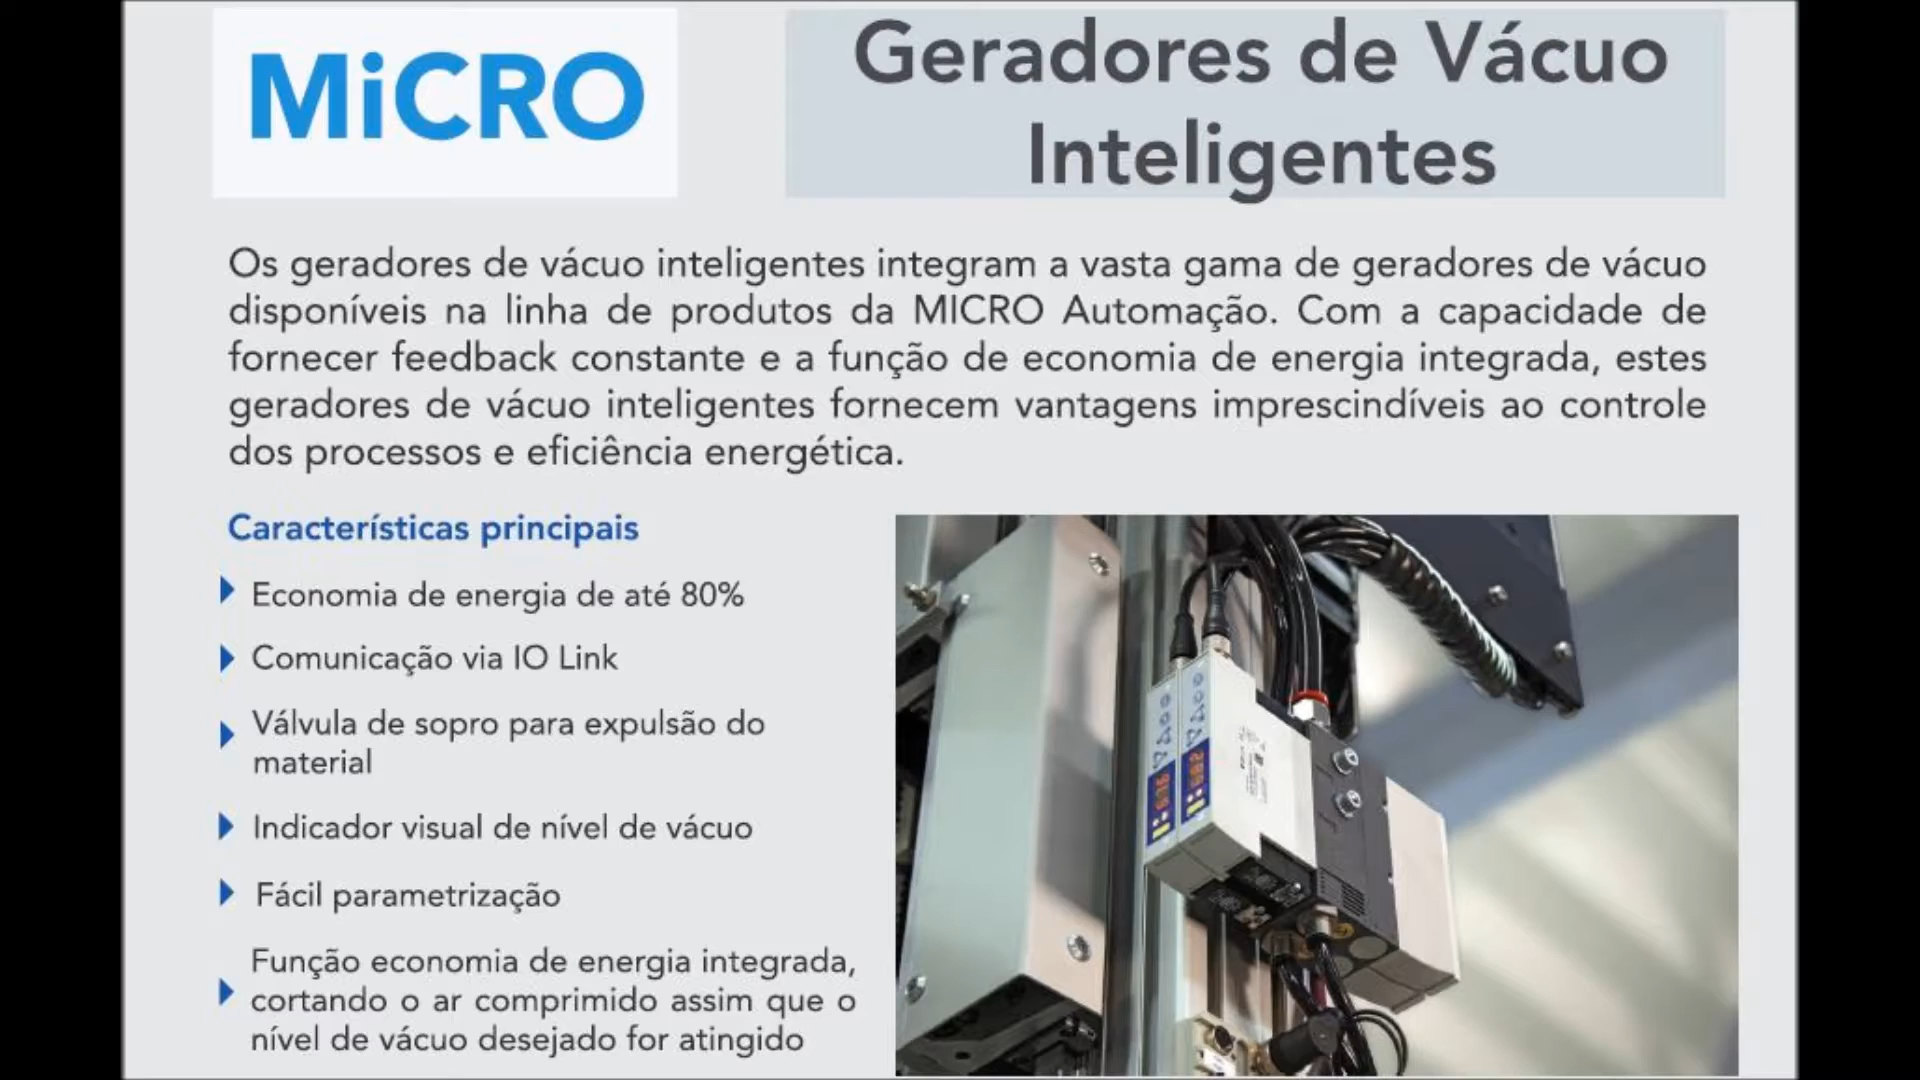 MiCRO
Geradores de Vácuo
Inteligentes
Os geradores de vácuo inteligentes integram a vasta gama de geradores de vácuo
disponíveis na linha de produtos da MICRO Automação. Com a capacidade de
fornecer feedback constante e a função de economia de energia integrada, estes
geradores de vácuo inteligentes fornecem vantagens imprescindíveis ao controle
dos processos e eficiência energética.
Características principais
Economia de energia de até 80%
Comunicação via IO Link
Válvula de sopro para expulsão do
material
Indicador visual de nível de vácuo
Fácil parametrização
Função economia de energia integrada,
cortando o ar comprimido assim que o
nível de vácuo desejado for atingido